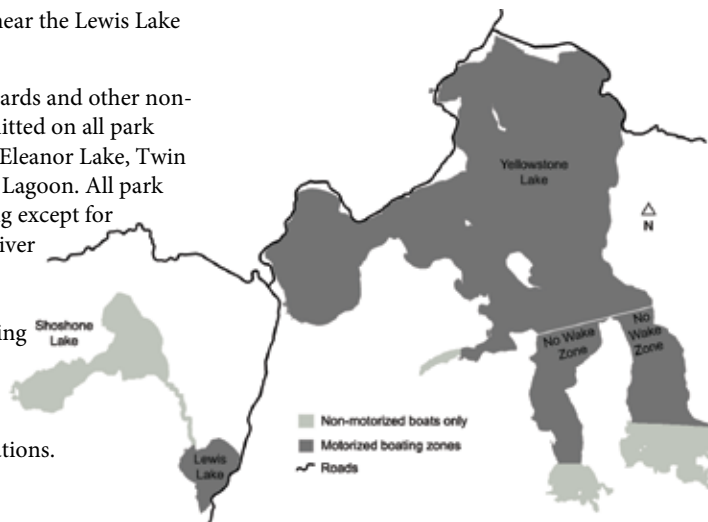 near the Lewis Lake
ards and other non-
itted on all park
Eleanor Lake, Twin
Lagoon. All park
g except for
iver
ing
tions.
Yellowstone
Lake
N
Shoshone
Lake
No Wake
Zone
No
Wake
Zone
Lewis
Lake
Non-motorized boats only
Motorized boating zones
Roads